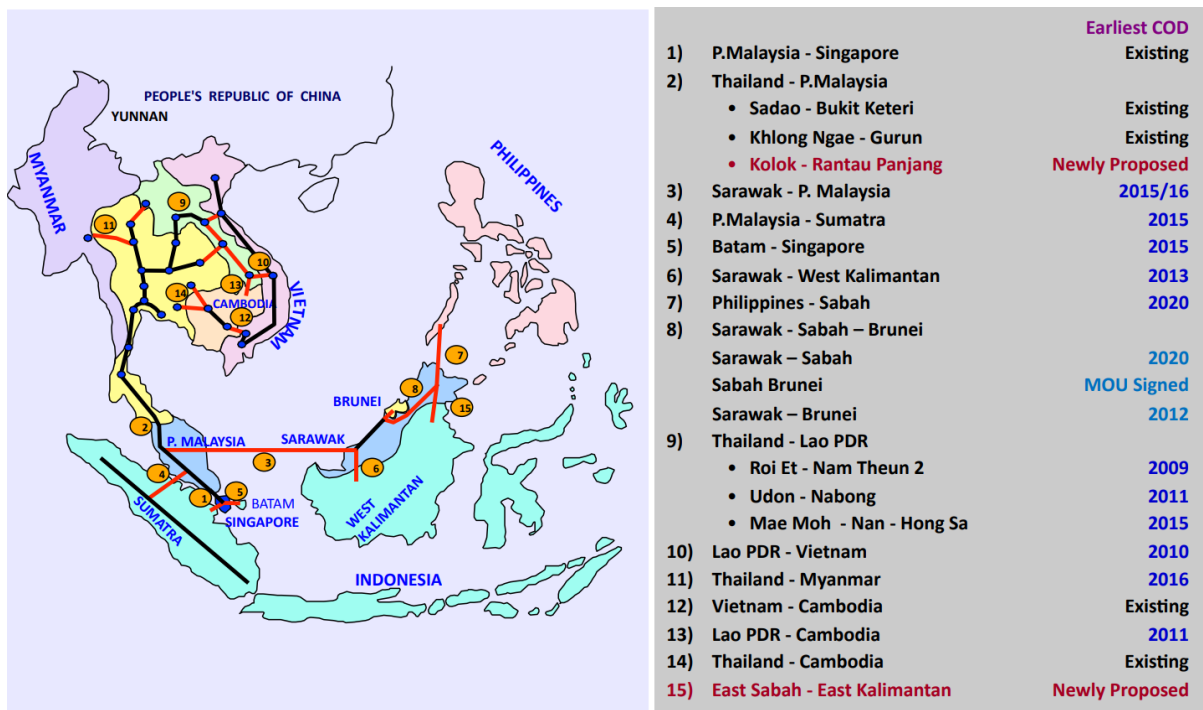 PEOPLE'S REPUBLIC OF CHINA
YUNNAN
MYANMAR
PHILIPPINES
9
11
10
13
14
CAMBODIA
12
VIETNAM
7
8
BRUNEI
15
2
P. MALAYSIA
SARAWAK
3
6
4
5
1
BATAM
SINGAPORE
SUMATRA
WEST
KALIMANTAN
INDONESIA
Earliest COD
1) P.Malaysia - Singapore Existing
2) Thailand - P.Malaysia
• Sadao - Bukit Keteri Existing
• Khlong Ngae - Gurun Existing
• Kolok - Rantau Panjang Newly Proposed
3) Sarawak - P. Malaysia 2015/16
4) P.Malaysia - Sumatra 2015
5) Batam - Singapore 2015
6) Sarawak - West Kalimantan 2013
7) Philippines - Sabah 2020
8) Sarawak - Sabah – Brunei
Sarawak – Sabah 2020
Sabah Brunei MOU Signed
Sarawak – Brunei 2012
9) Thailand - Lao PDR
• Roi Et - Nam Theun 2 2009
• Udon - Nabong 2011
• Mae Moh - Nan - Hong Sa 2015
10) Lao PDR - Vietnam 2010
11) Thailand - Myanmar 2016
12) Vietnam - Cambodia Existing
13) Lao PDR - Cambodia 2011
14) Thailand - Cambodia Existing
15) East Sabah - East Kalimantan Newly Proposed